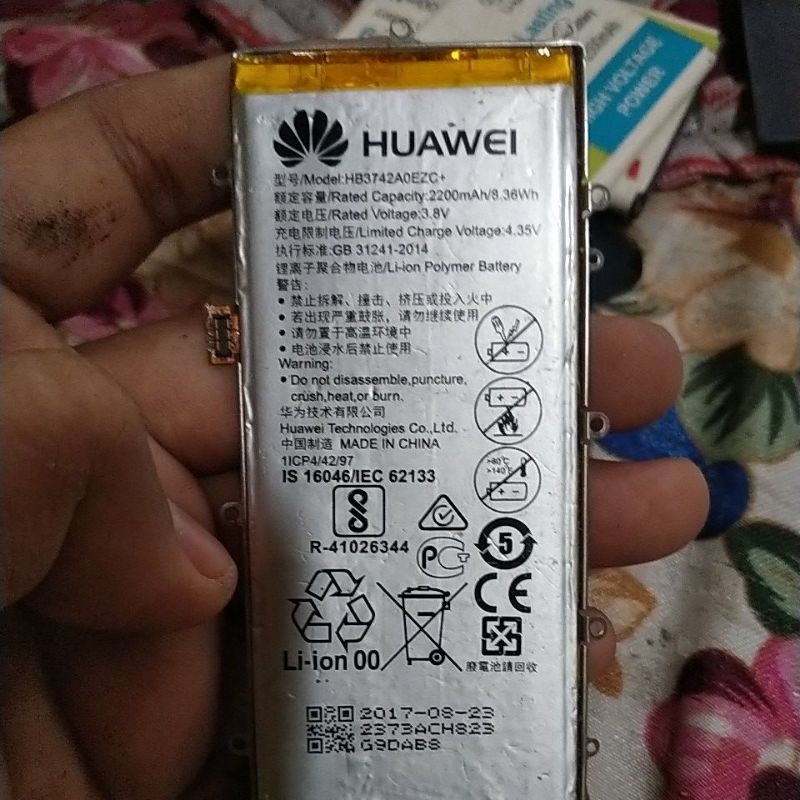 HUAWEI
型号/Model:HB3742A0EZC+
额定容量/Rated Capacity:2200mAh/8.36Wh
额定电压/Rated Voltage:3.8V
充电限制电压/Limited Charge Voltage:4.35V
执行标准:GB 31241-2014
锂离子聚合物电池/Li-ion Polymer Battery
警告:
• 禁止拆解、撞击、挤压或投入火中
• 若出现严重鼓胀，请勿继续使用
• 请勿置于高温环境中
• 电池浸水后禁止使用
Warning:
• Do not disassemble,puncture,
crush,heat,or burn.
华为技术有限公司
Huawei Technologies Co.,Ltd.
中国制造 MADE IN CHINA
1ICP4/42/97
>60℃
>140℉
IS 16046/IEC 62133
R-41026344
5
CE
Li-ion 00
廢電池請回收
2017-08-23
2373ACH823
G9DAB8
HIGH VOLTAGE
POWER